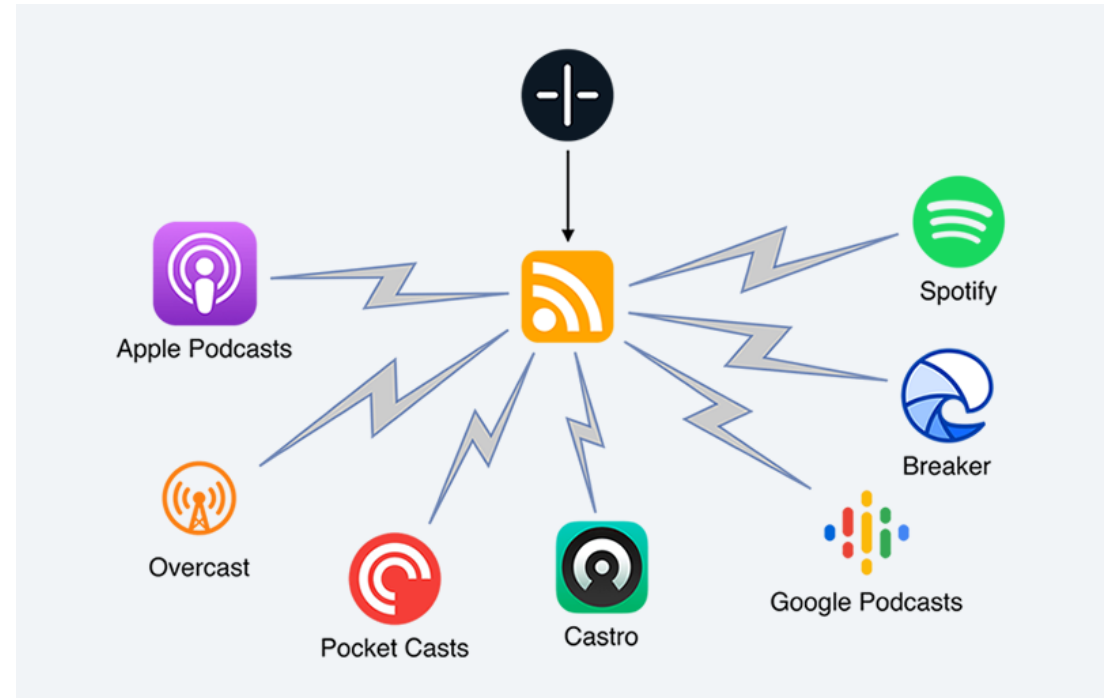 Spotify
Apple Podcasts
Breaker
Overcast
Google Podcasts
Pocket Casts
Castro